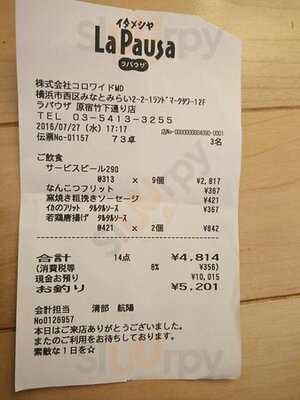 イタメシヤ
La Pausa
ラパウザ
株式会社コロワイドMD
横浜市西区みなとみらい2-2-1ﾗﾝﾄﾞﾏｰｸﾀﾜｰ12F
ラパウザ 原宿竹下通り店
TEL 03-5413-3255
2016/07/27 (水) 17:17
伝票No-01157 73卓 3名
ご飲食
サービスビール290
@313 x 9個 ¥2,817
なんこつフリット ¥367
窯焼き粗挽きソーセージ ¥421
イカのフリット タルタルソース ¥367
若鶏唐揚げ タルタルソース
@421 x 2個 ¥842
合計 14点 ¥4,814
(消費税等 8% ¥356)
現金お預り ¥10,015
お釣り ¥5,201
会計担当 清部 航陽
No0126957
本日はご来店ありがとうございました。
またのご利用をお待ちしております。
素敵な1日を☆
sluurpy